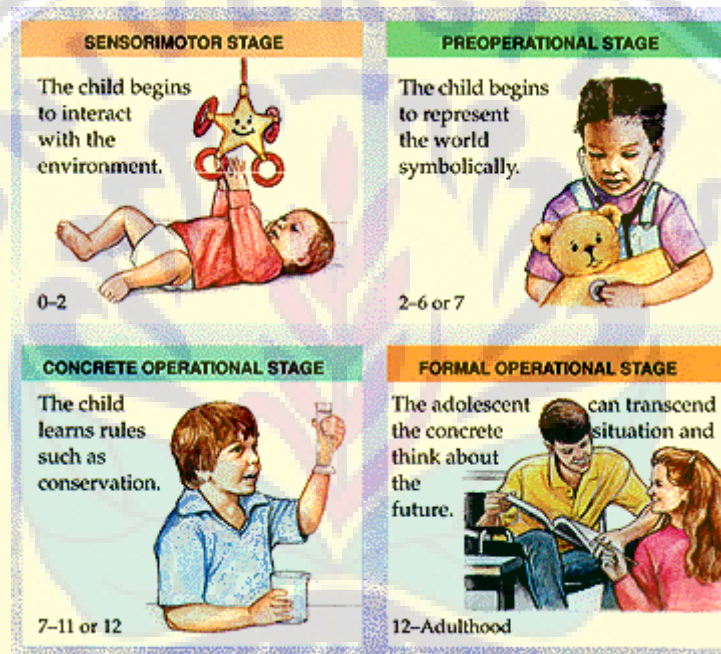 SENSORIMOTOR STAGE
The child begins
to interact
with the
environment.
0–2
PREOPERATIONAL STAGE
The child begins
to represent
the world
symbolically.
2–6 or 7
CONCRETE OPERATIONAL STAGE
The child
learns rules
such as
conservation.
7–11 or 12
FORMAL OPERATIONAL STAGE
The adolescent can transcend
the concrete situation and
think about
the
future.
12–Adulthood